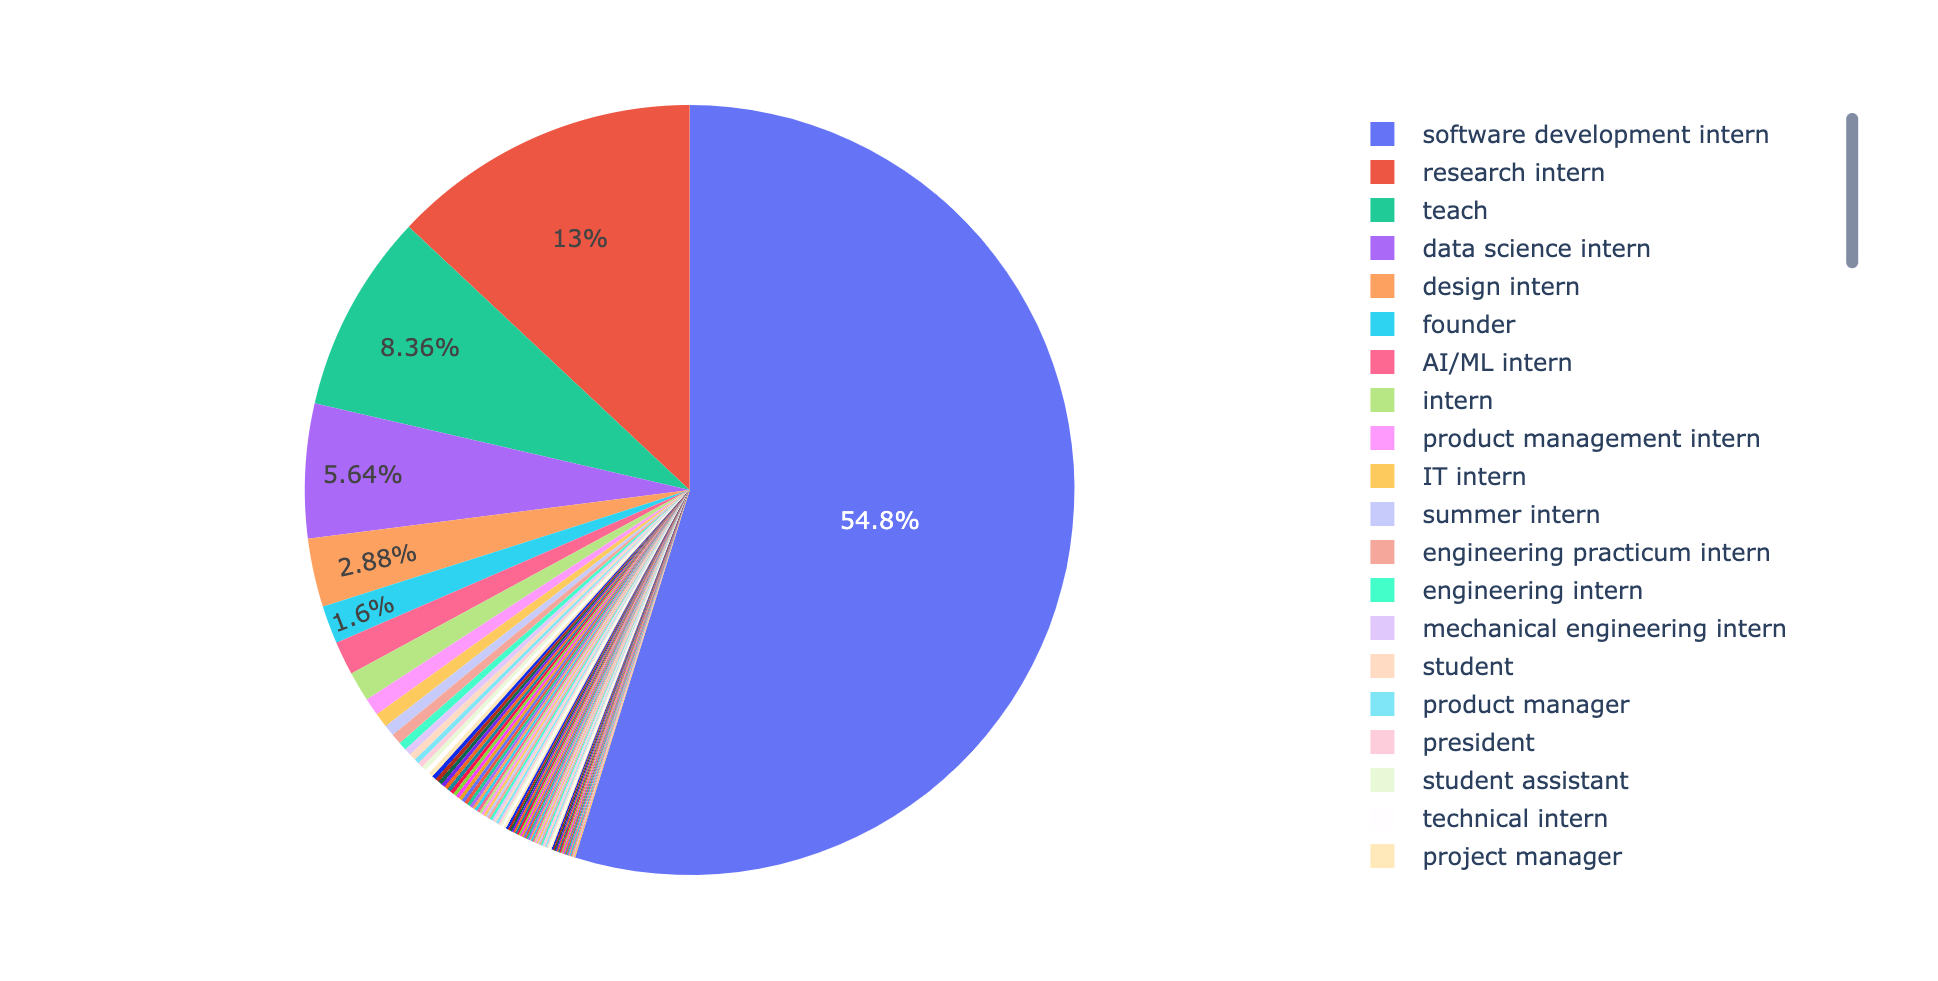 13%
8.36%
5.64%
2.88%
1.6%
54.8%
software development intern
research intern
teach
data science intern
design intern
founder
AI/ML intern
intern
product management intern
IT intern
summer intern
engineering practicum intern
engineering intern
mechanical engineering intern
student
product manager
president
student assistant
technical intern
project manager